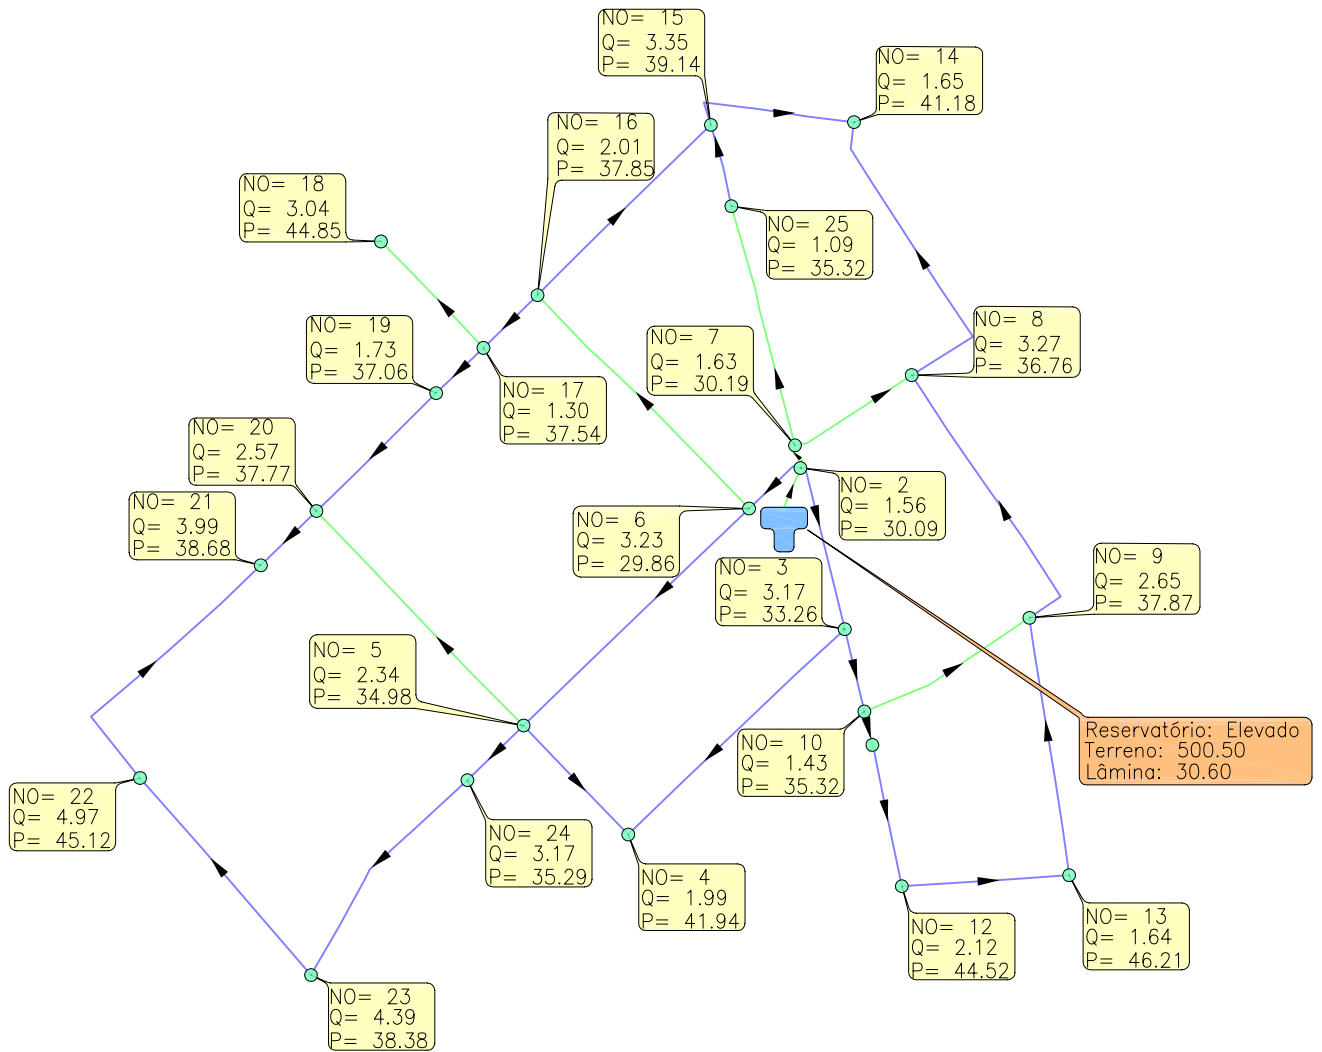 NO= 15
Q= 3.35
P= 39.14
NO= 14
Q= 1.65
P= 41.18
NO= 16
Q= 2.01
P= 37.85
NO= 18
Q= 3.04
P= 44.85
NO= 25
Q= 1.09
P= 35.32
NO= 8
Q= 3.27
P= 36.76
NO= 19
Q= 1.73
P= 37.06
NO= 7
Q= 1.63
P= 30.19
NO= 17
Q= 1.30
P= 37.54
NO= 20
Q= 2.57
P= 37.77
NO= 2
Q= 1.56
P= 30.09
NO= 21
Q= 3.99
P= 38.68
NO= 6
Q= 3.23
P= 29.86
NO= 9
Q= 2.65
P= 37.87
NO= 3
Q= 3.17
P= 33.26
NO= 5
Q= 2.34
P= 34.98
Reservatório: Elevado
Terreno: 500.50
Lâmina: 30.60
NO= 10
Q= 1.43
P= 35.32
NO= 22
Q= 4.97
P= 45.12
NO= 24
Q= 3.17
P= 35.29
NO= 4
Q= 1.99
P= 41.94
NO= 13
Q= 1.64
P= 46.21
NO= 12
Q= 2.12
P= 44.52
NO= 23
Q= 4.39
P= 38.38